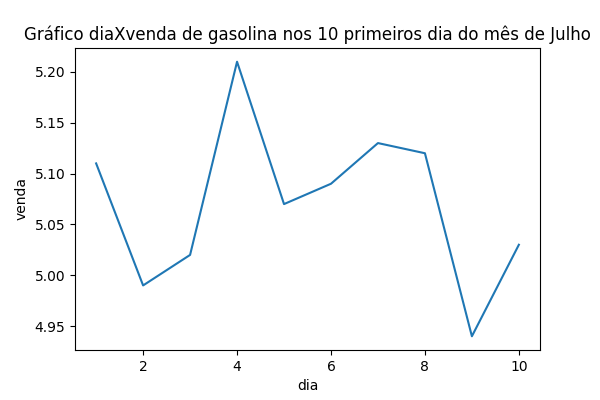 Gráfico diaXvenda de gasolina nos 10 primeiros dia do mês de Julho
5.20
5.15
5.10
5.05
5.00
4.95
venda
2 4 6 8 10
dia